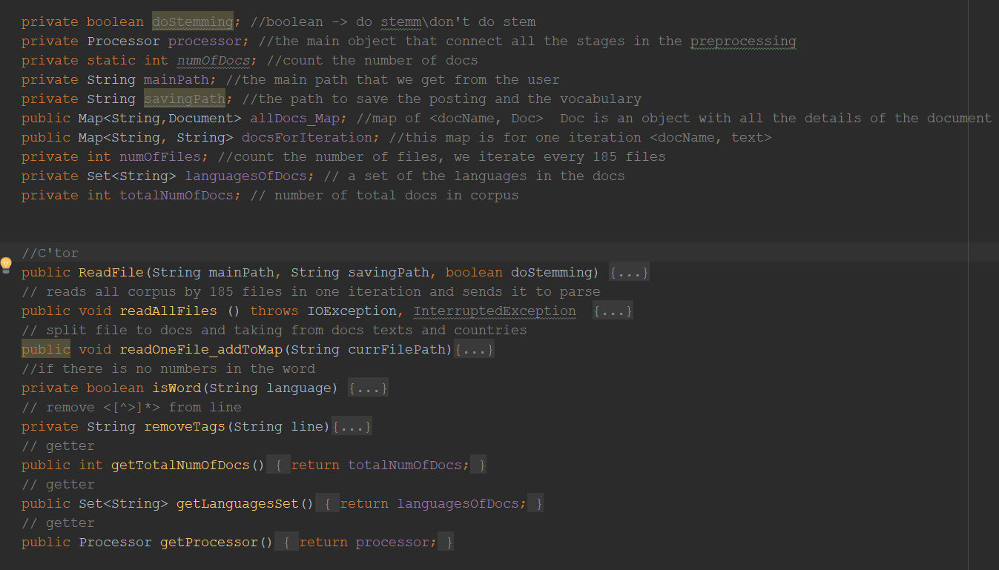 private boolean doStemming; //boolean -> do stemm\don't do stem
private Processor processor; //the main object that connect all the stages in the preprocessing
private static int numOfDocs; //count the number of docs
private String mainPath; //the main path that we get from the user
private String savingPath; //the path to save the posting and the vocabulary
public Map<String,Document> allDocs_Map; //map of <docName, Doc>  Doc is an object with all the details of the document
public Map<String, String> docsForIteration; //this map is for one iteration <docName, text>
private int numOfFiles; //count the number of files, we iterate every 185 files
private Set<String> languagesOfDocs; // a set of the languages in the docs
private int totalNumOfDocs; // number of total docs in corpus
//C'tor
public ReadFile(String mainPath, String savingPath, boolean doStemming) {...}
// reads all corpus by 185 files in one iteration and sends it to parse
public void readAllFiles () throws IOException, InterruptedException  {...}
// split file to docs and taking from docs texts and countries
public void readOneFile_addToMap(String currFilePath){...}
//if there is no numbers in the word
private boolean isWord(String language) {...}
// remove <[^>]*> from line
private String removeTags(String line){...}
// getter
public int getTotalNumOfDocs() { return totalNumOfDocs; }
// getter
public Set<String> getLanguagesSet() { return languagesOfDocs; }
// getter
public Processor getProcessor() { return processor; }